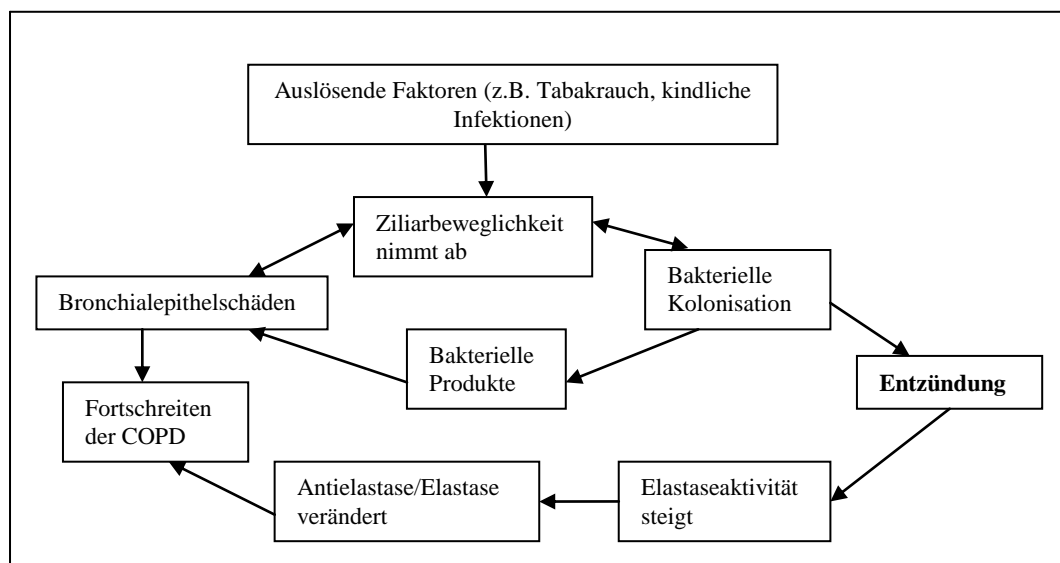 Auslösende Faktoren (z.B. Tabakrauch, kindliche
Infektionen)
Ziliarbeweglichkeit
nimmt ab
Bakterielle
Kolonisation
Bronchialepithelschäden
Bakterielle
Produkte
Entzündung
Fortschreiten
der COPD
Antielastase/Elastase
verändert
Elastaseaktivität
steigt